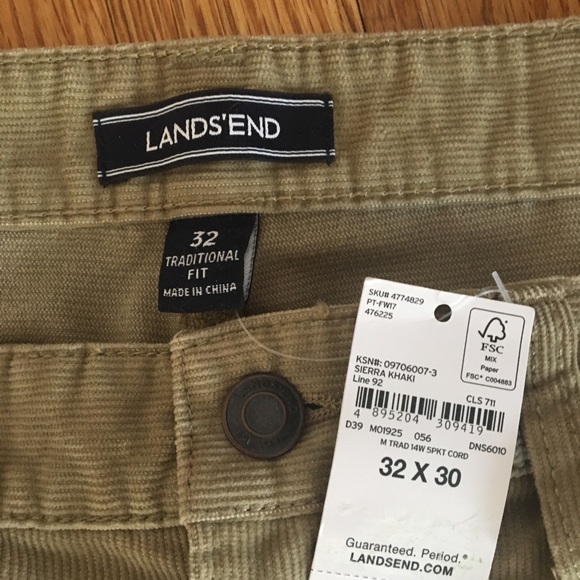 LANDS'END
32
TRADITIONAL
FIT
MADE IN CHINA
SKU# 4774829
PT-FW17
476225
FSC
MIX
Paper
FSC® C004883
KSN#: 09706007-3
SIERRA KHAKI
Line 92
CLS 711
4 895204 309419
D39 M01925 056 DNS6010
M TRAD 14W 5PKT CORD
32 X 30
Guaranteed. Period.®
LANDSEND.COM